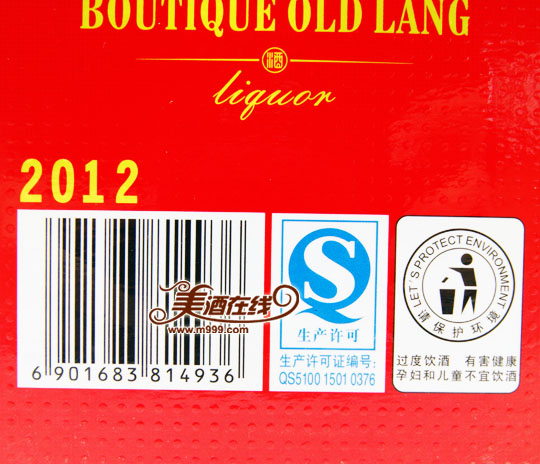 BOUTIQUE OLD LANG
酒
liquor
2012
美酒在线
www.m999.com
6 901683 814936
生产许可
生产许可证编号:
QS5100 1501 0376
LET'S PROTECT ENVIRONMENT
请保护环境
过度饮酒 有害健康
孕妇和儿童不宜饮酒